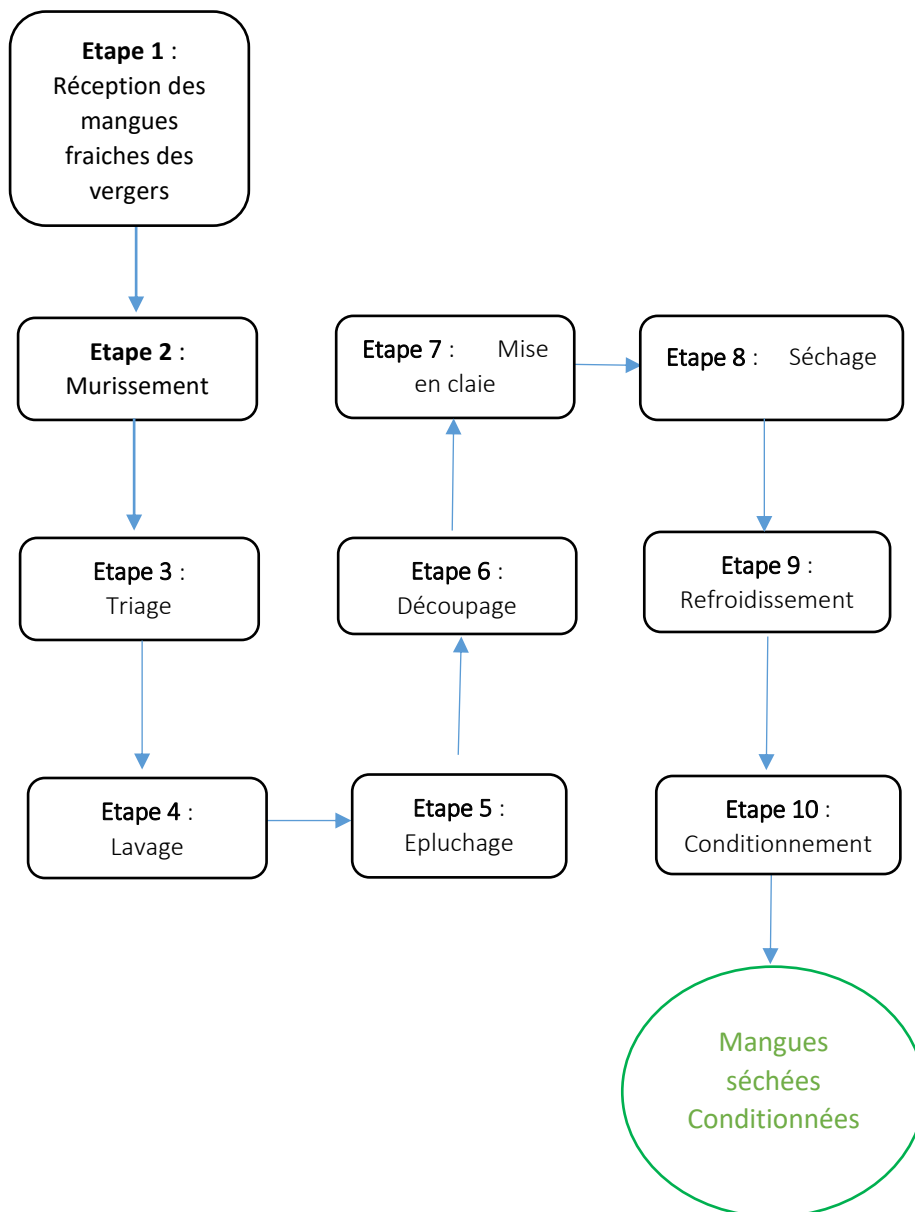 Etape 1 :
Réception des
mangues
fraiches des
vergers
Etape 2 :
Murissement
Etape 3 :
Triage
Etape 4 :
Lavage
Etape 5 :
Epluchage
Etape 6 :
Découpage
Etape 7 : Mise
en claie
Etape 8 : Séchage
Etape 9 :
Refroidissement
Etape 10 :
Conditionnement
Mangues
séchées
Conditionnées